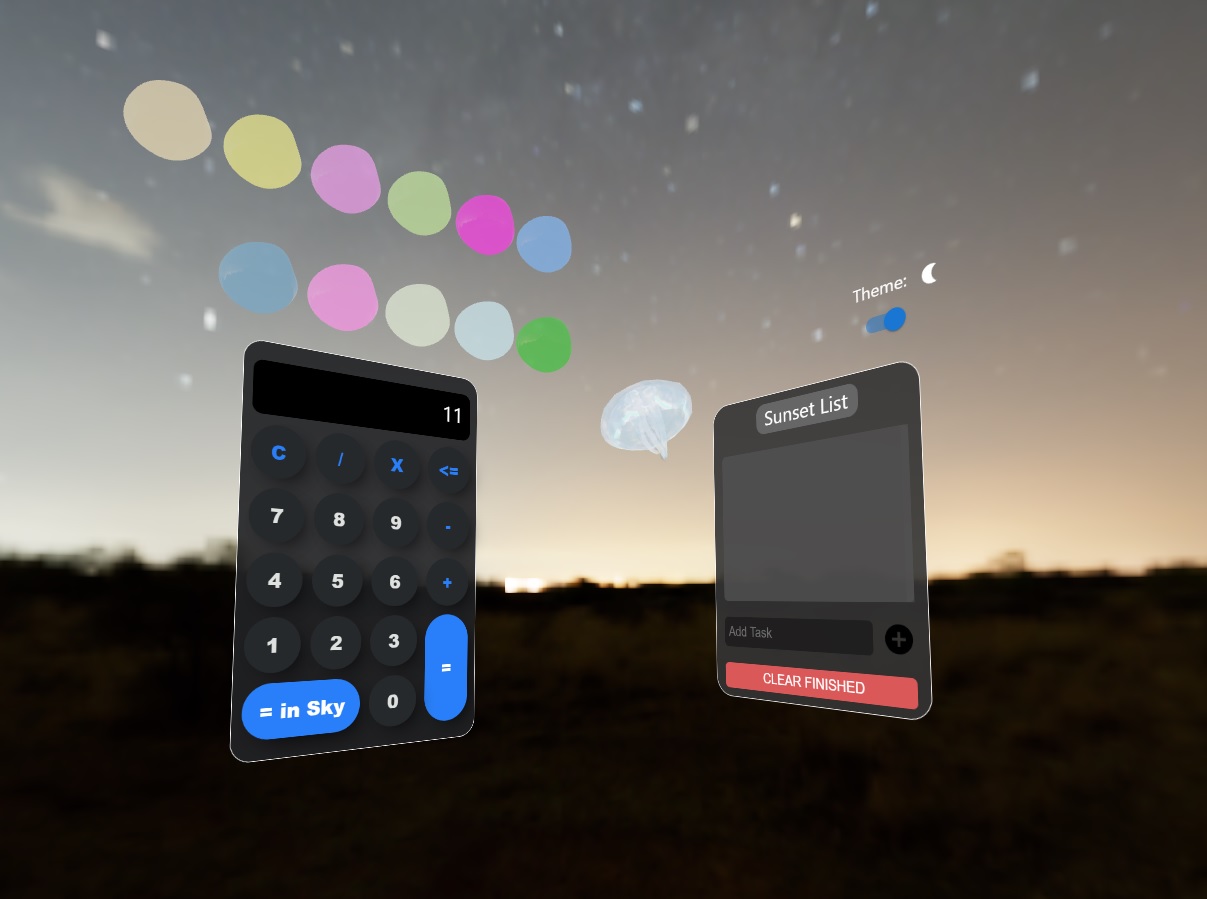 Theme:
11
C / X <=
7 8 9 -
4 5 6 +
1 2 3
= in Sky 0 =
Sunset List
Add Task
+
CLEAR FINISHED